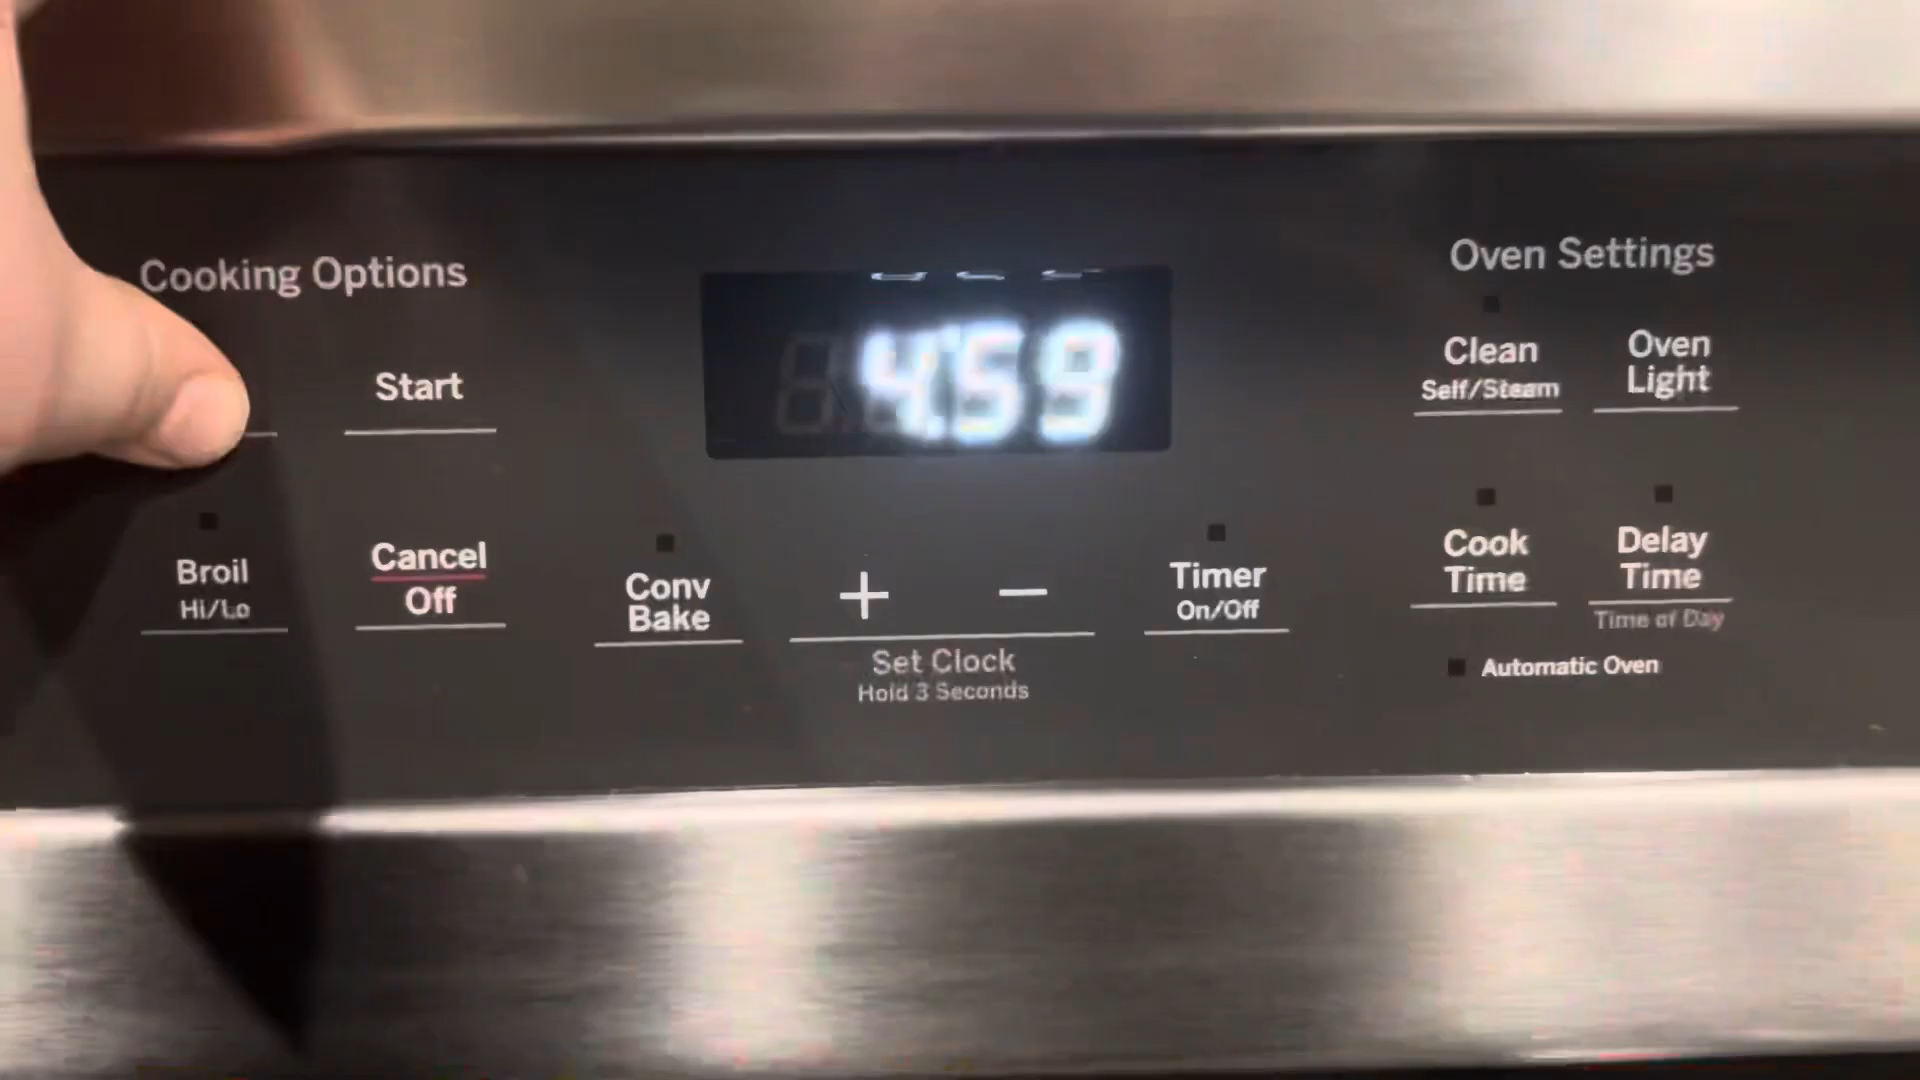 Cooking Options
Start
Broil
Hi/Lo
Cancel
Off
4:59
Conv
Bake
+ −
Set Clock
Hold 3 Seconds
Timer
On/Off
Oven Settings
Clean
Self/Steam
Oven
Light
Cook
Time
Delay
Time
Time of Day
Automatic Oven